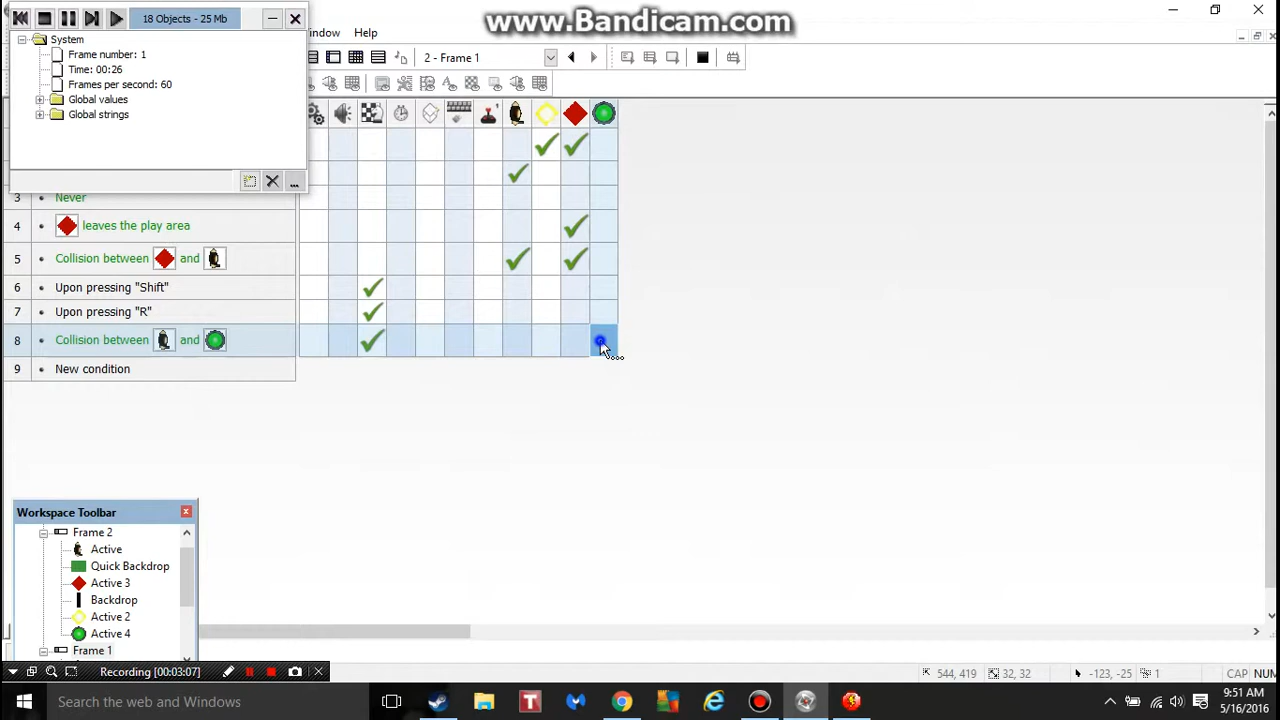 www.Bandicam.com
18 Objects - 25 Mb
System
Frame number: 1
Time: 00:26
Frames per second: 60
Global values
Global strings
indow
Help
2 - Frame 1
3 • Never
4 • leaves the play area
5 • Collision between and
6 • Upon pressing "Shift"
7 • Upon pressing "R"
8 • Collision between and
9 • New condition
Workspace Toolbar
Frame 2
Active
Quick Backdrop
Active 3
Backdrop
Active 2
Active 4
Frame 1
Recording [00:03:07]
544, 419
32, 32
-123, -25
1
CAP
NUM
Search the web and Windows
9:51 AM
5/16/2016